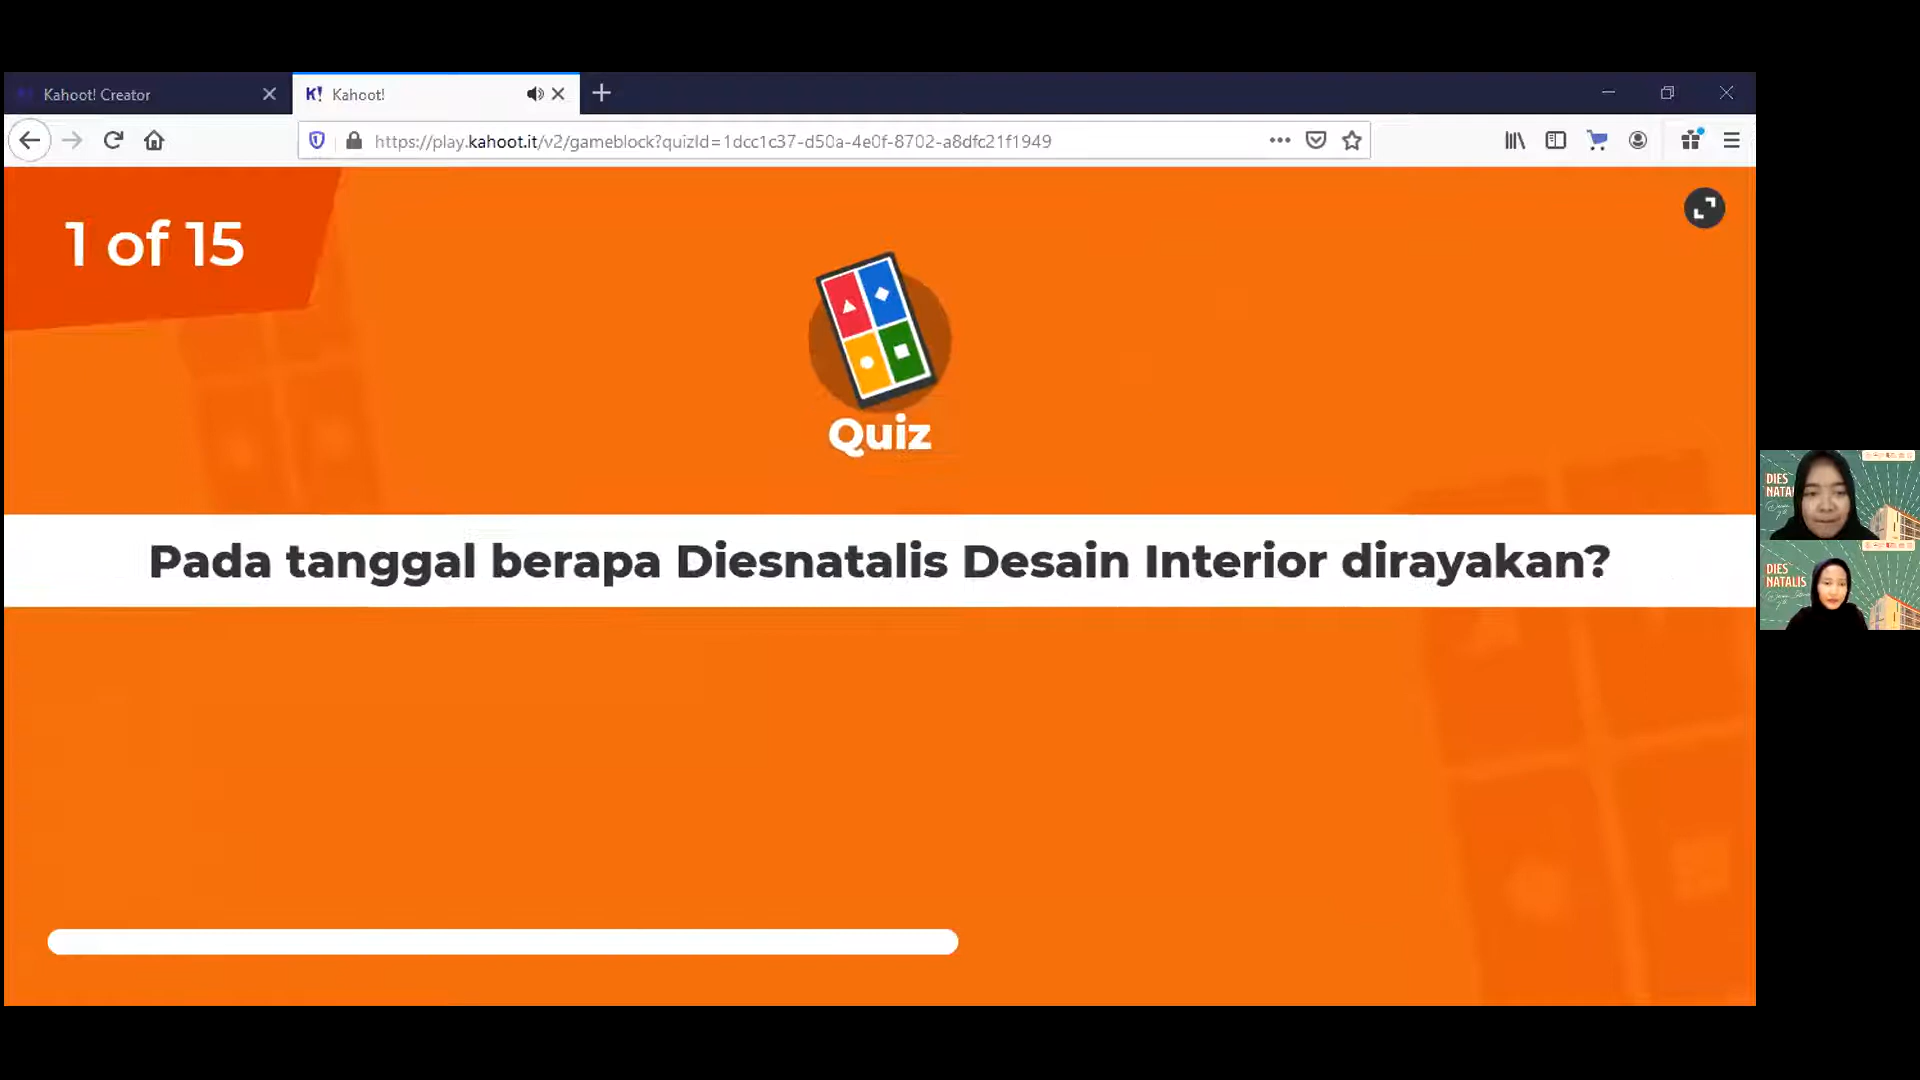 Kahoot! Creator
K! Kahoot!
https://play.kahoot.it/v2/gameblock?quizId=1dcc1c37-d50a-4e0f-8702-a8dfc21f1949
1 of 15
Quiz
Pada tanggal berapa Diesnatalis Desain Interior dirayakan?
DIES
DIES
NATALIS